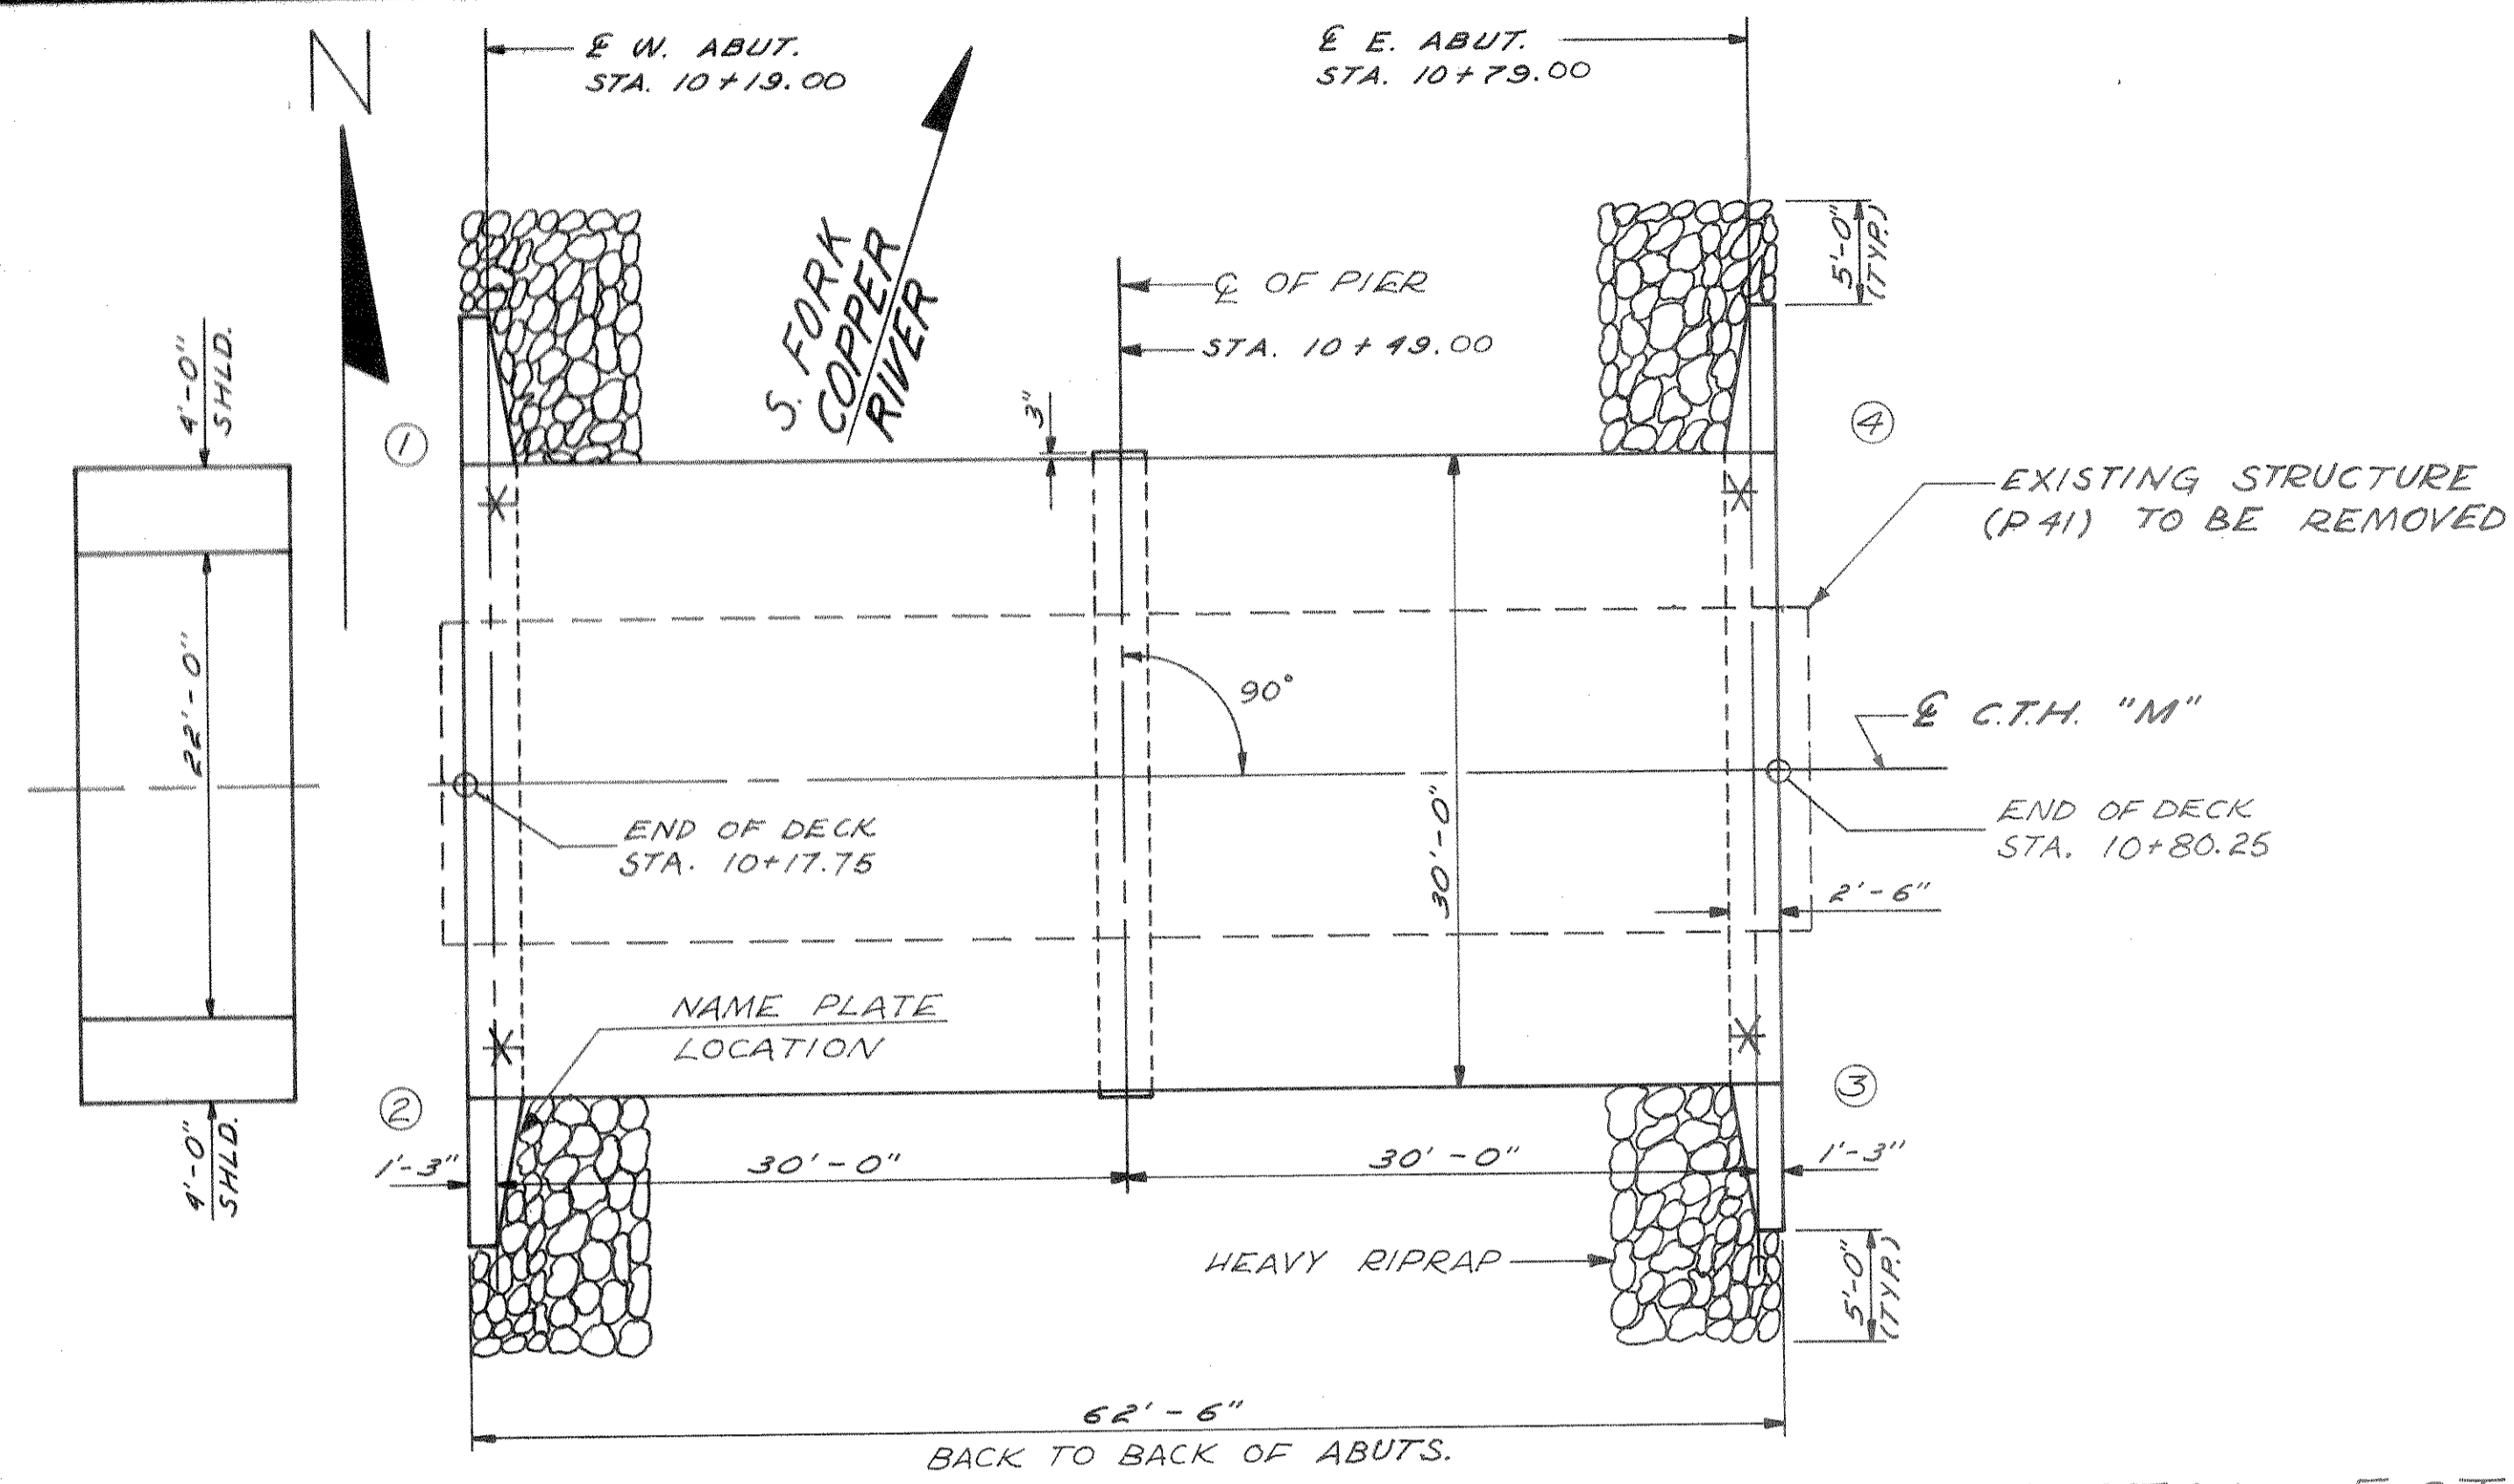 N
℄ W. ABUT.
STA. 10+19.00
℄ E. ABUT.
STA. 10+79.00
S. FORK
COPPER
RIVER
℄ OF PIER
STA. 10+49.00
5'-0"
(TYP.)
4'-0"
SHLD.
3"
1
4
EXISTING STRUCTURE
(P41) TO BE REMOVED
22'-0"
90°
℄ C.T.H. "M"
END OF DECK
STA. 10+17.75
30'-0"
END OF DECK
STA. 10+80.25
2'-6"
NAME PLATE
LOCATION
2
3
4'-0"
SHLD.
1'-3"
30'-0"
30'-0"
1'-3"
HEAVY RIPRAP
5'-0"
(TYP.)
62'-6"
BACK TO BACK OF ABUTS.